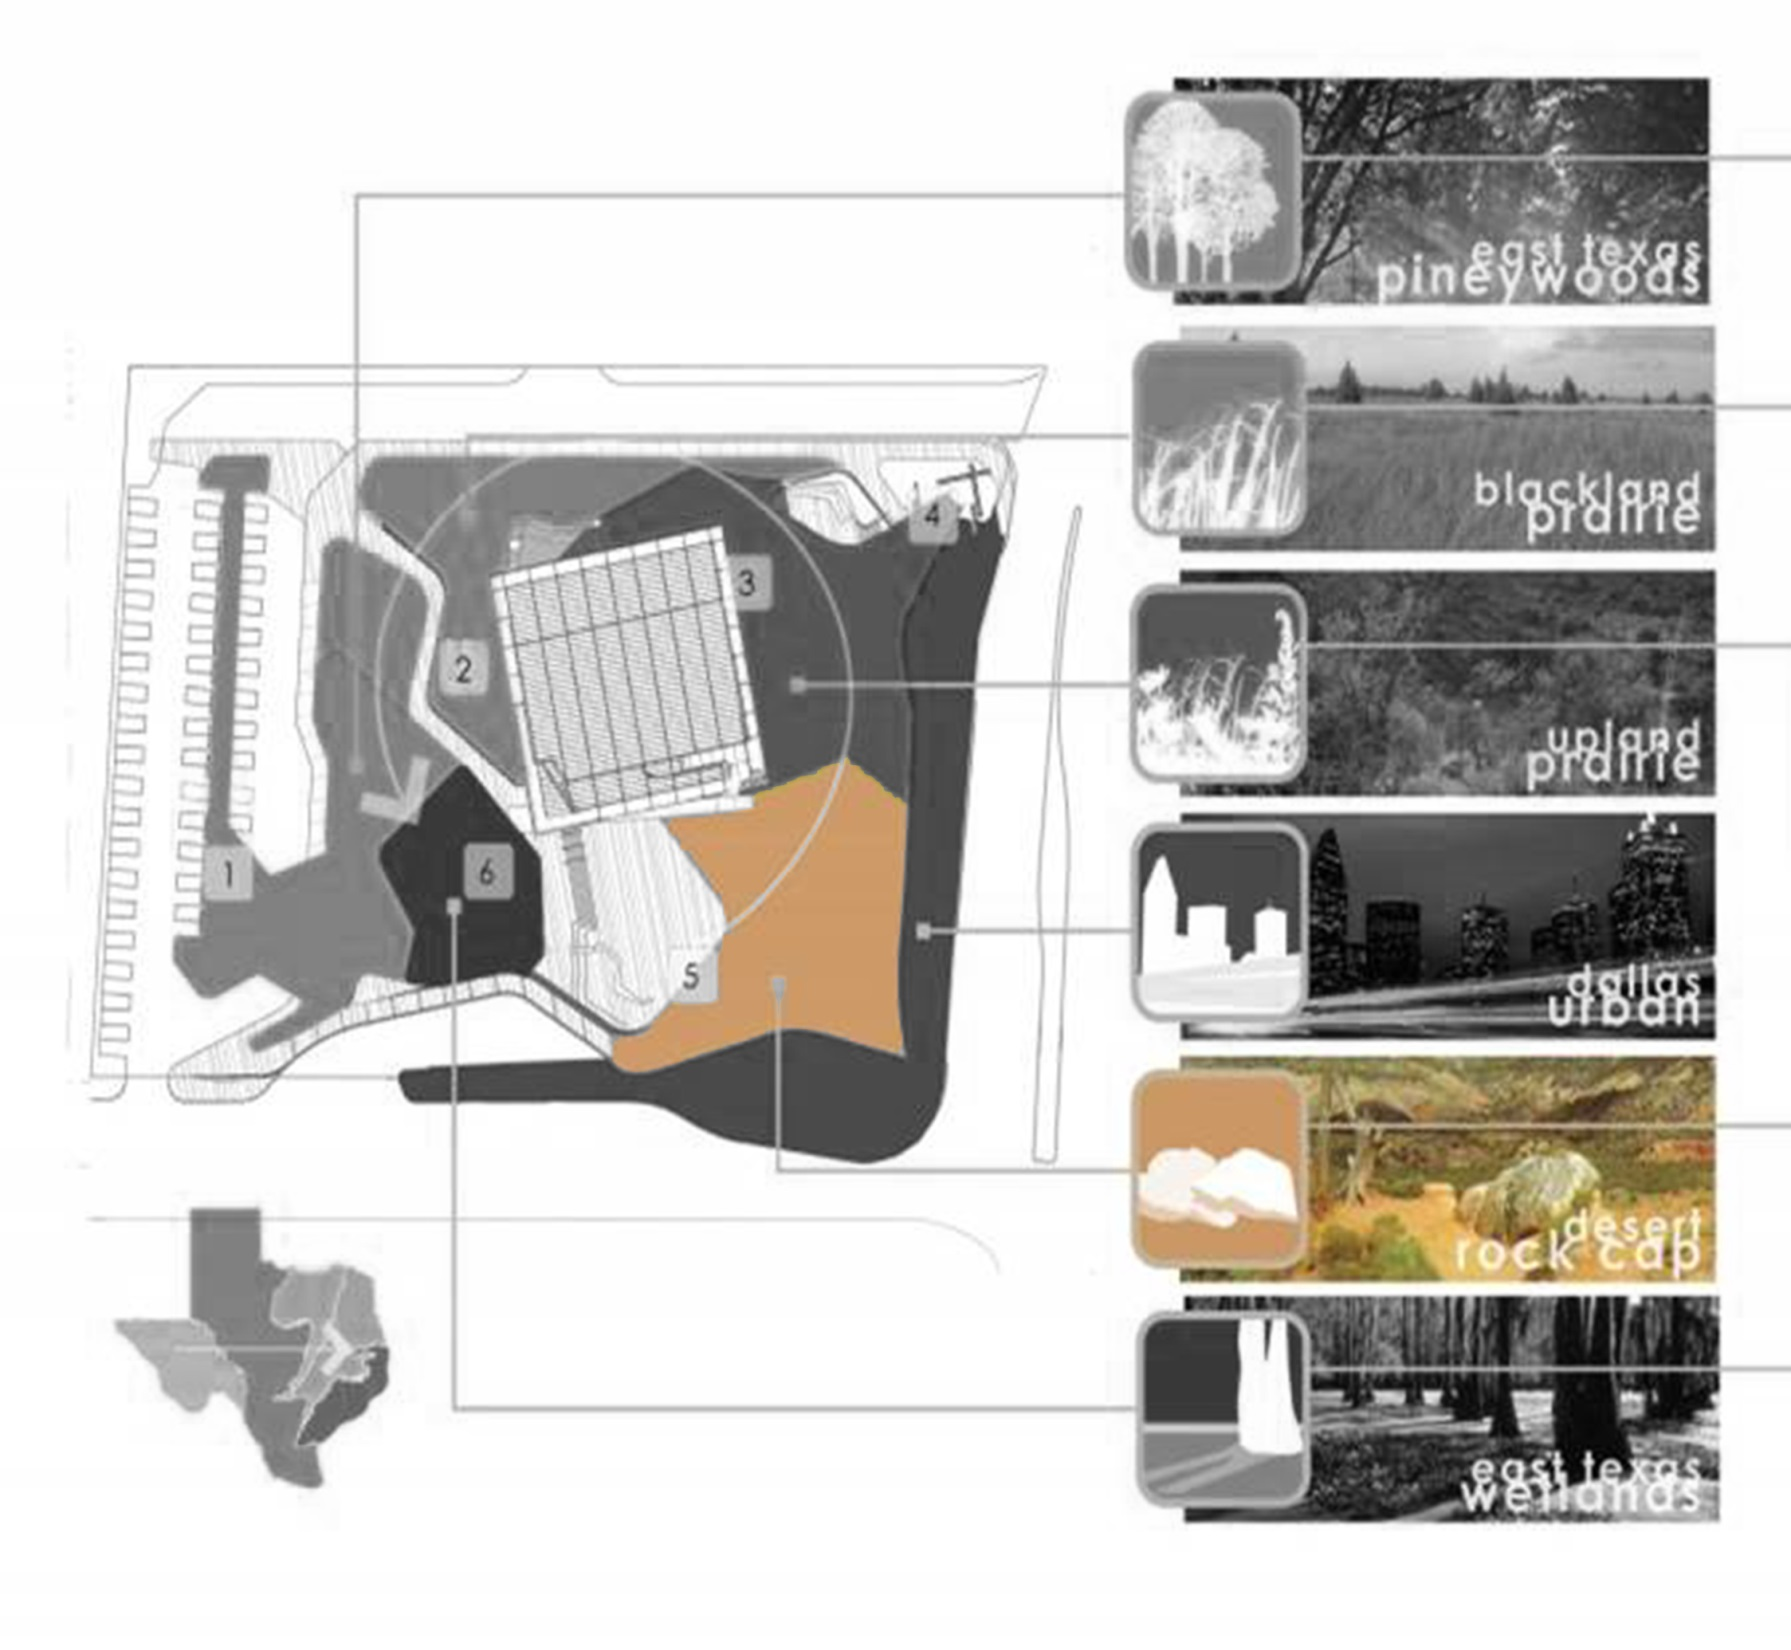 east texas
pineywoods
blackland
prairie
upland
prairie
dallas
urban
desert
rock cap
east texas
wetlands
4
3
2
1
6
5